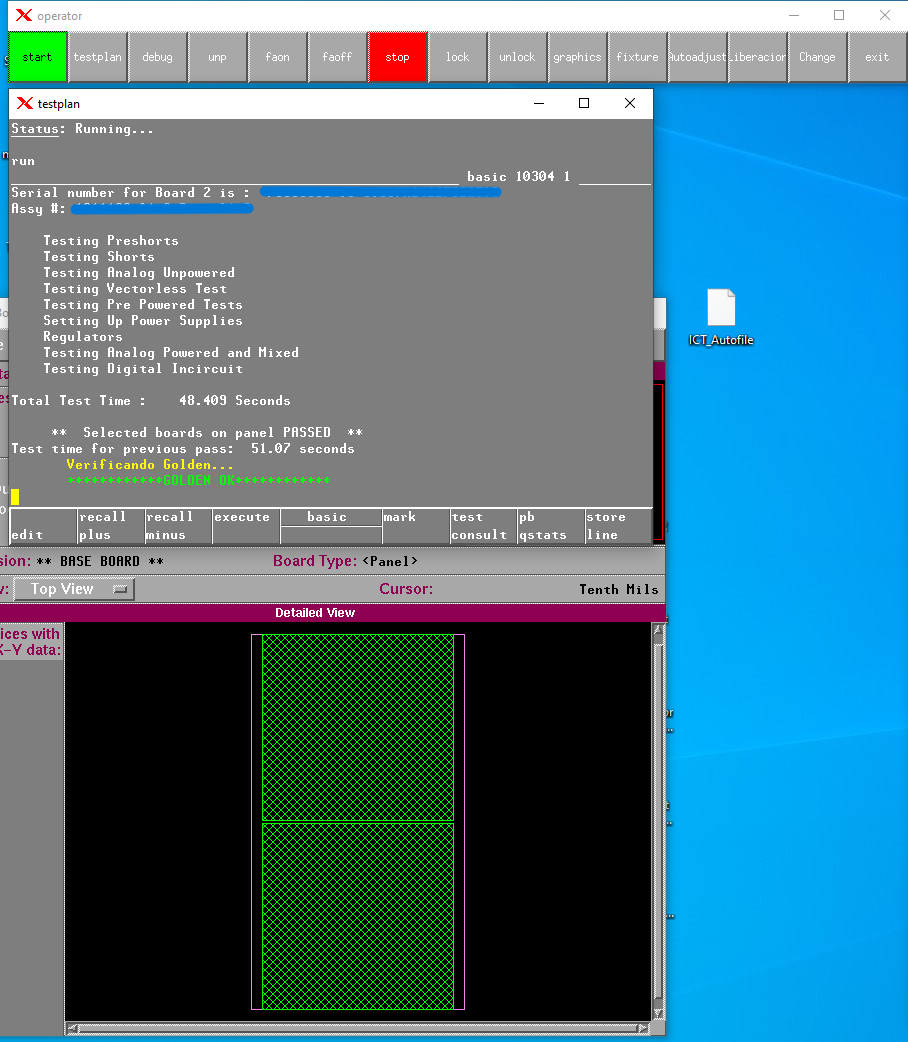 operator
start testplan debug unp faon faoff stop lock unlock graphics fixture Autoadjust Liberacion Change exit
testplan
Status: Running...
run
basic 10304 1
Serial number for Board 2 is :
Assy #:
Testing Preshorts
Testing Shorts
Testing Analog Unpowered
Testing Vectorless Test
Testing Pre Powered Tests
Setting Up Power Supplies
Regulators
ICT_Autofile
Testing Analog Powered and Mixed
Testing Digital Incircuit
Total Test Time : 48.409 Seconds
** Selected boards on panel PASSED **
Test time for previous pass: 51.07 seconds
Verificando Golden...
************GOLDEN OK************
recall recall execute basic mark test pb store
edit plus minus consult qstats line
sion: ** BASE BOARD ** Board Type: <Panel>
v: Top View Cursor: Tenth Mils
Detailed View
ices with
X-Y data: